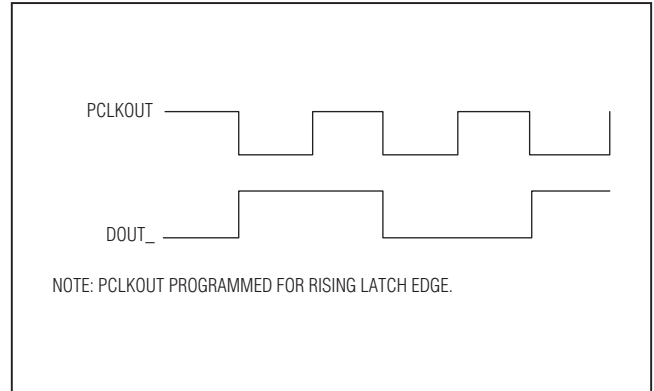 PCLKOUT
DOUT_
NOTE: PCLKOUT PROGRAMMED FOR RISING LATCH EDGE.